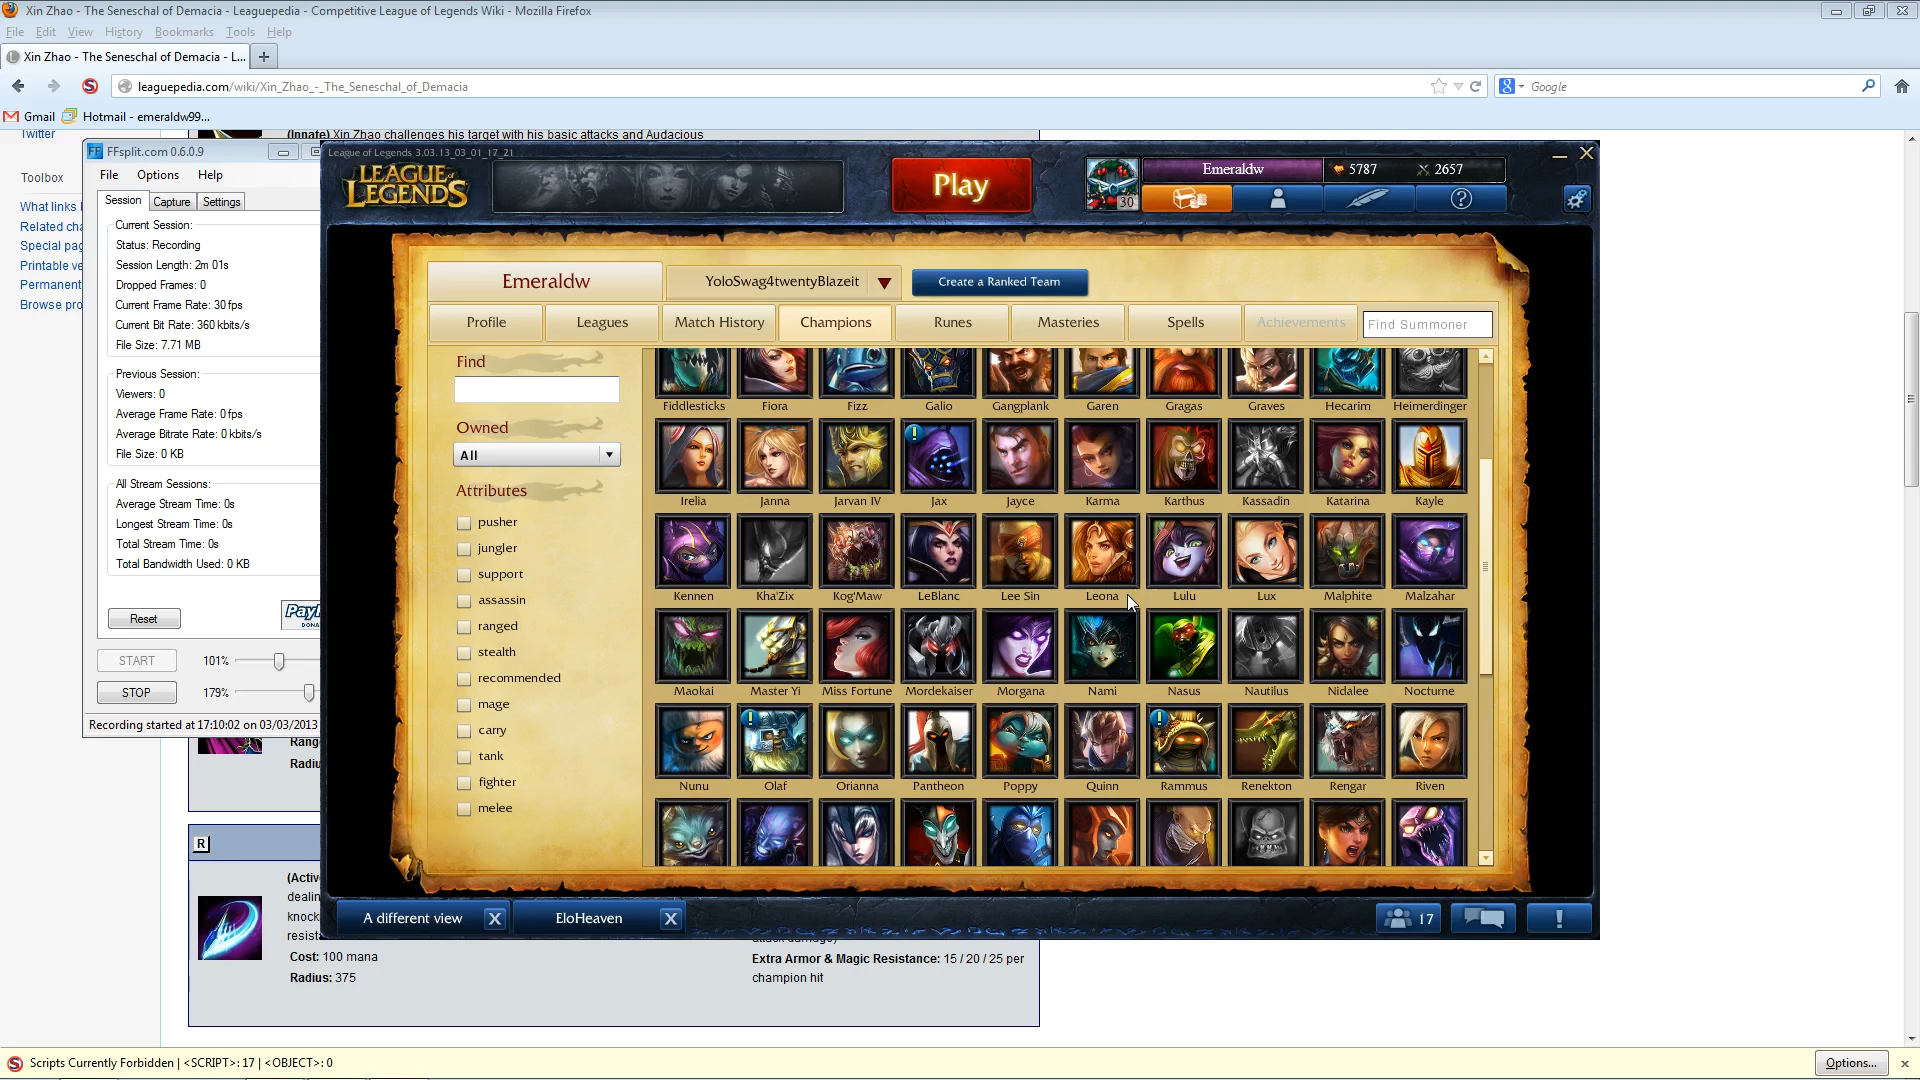 Xin Zhao - The Seneschal of Demacia - Leaguepedia - Competitive League of Legends Wiki - Mozilla Firefox
File Edit View History Bookmarks Tools Help
Xin Zhao - The Seneschal of Demacia - L...
leaguepedia.com/wiki/Xin_Zhao_-_The_Seneschal_of_Demacia
Google
Gmail Hotmail - emeraldw99...
Twitter
(Innate) Xin Zhao challenges his target with his basic attacks and Audacious
Toolbox
What links
Related cha
Special pag
Printable ve
Permanent
Browse pro
FFsplit.com 0.6.0.9
File Options Help
Session Capture Settings
Current Session:
Status: Recording
Session Length: 2m 01s
Dropped Frames: 0
Current Frame Rate: 30 fps
Current Bit Rate: 360 kbits/s
File Size: 7.71 MB
Previous Session:
Viewers: 0
Average Frame Rate: 0 fps
Average Bitrate Rate: 0 kbits/s
File Size: 0 KB
All Stream Sessions:
Average Stream Time: 0s
Longest Stream Time: 0s
Total Stream Time: 0s
Total Bandwidth Used: 0 KB
Reset
PayP
DONA
START 101%
STOP 179%
Recording started at 17:10:02 on 03/03/2013
League of Legends 3.03.13_03_01_17_21
LEAGUE of LEGENDS
Play
30
Emeraldw 5787 2657
Emeraldw YoloSwag4twentyBlazeit Create a Ranked Team
Profile Leagues Match History Champions Runes Masteries Spells Achievements Find Summoner
Find
Owned
All
Attributes
pusher
jungler
support
assassin
ranged
stealth
recommended
mage
carry
tank
fighter
melee
Fiddlesticks Fiora Fizz Galio Gangplank Garen Gragas Graves Hecarim Heimerdinger
Irelia Janna Jarvan IV Jax Jayce Karma Karthus Kassadin Katarina Kayle
Kennen Kha'Zix Kog'Maw LeBlanc Lee Sin Leona Lulu Lux Malphite Malzahar
Maokai Master Yi Miss Fortune Mordekaiser Morgana Nami Nasus Nautilus Nidalee Nocturne
Nunu Olaf Orianna Pantheon Poppy Quinn Rammus Renekton Rengar Riven
A different view X EloHeaven X
17
Rang
Radiu
R
(Active
dealin
knock
resist
Cost: 100 mana
Radius: 375
Extra Armor & Magic Resistance: 15 / 20 / 25 per
champion hit
Scripts Currently Forbidden | <SCRIPT>: 17 | <OBJECT>: 0
Options...